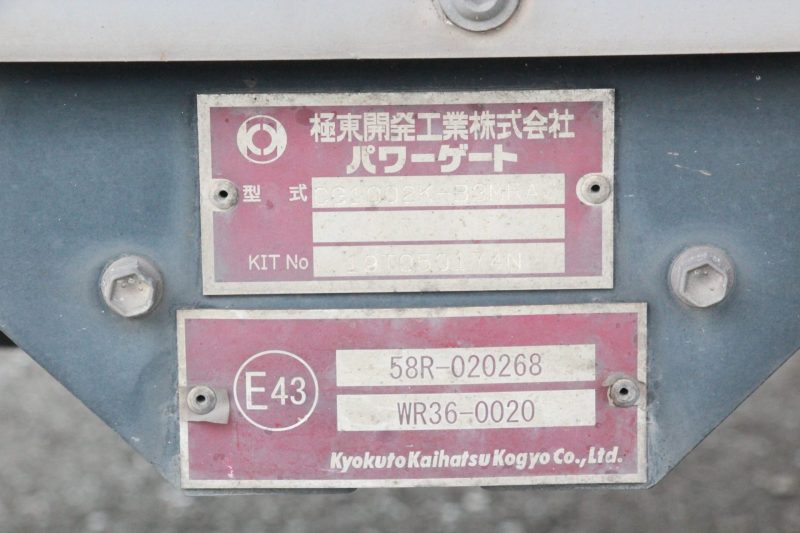 極東開発工業株式会社
パワーゲート
型式
KIT No
E43
58R-020268
WR36-0020
Kyokuto Kaihatsu Kogyo Co., Ltd.